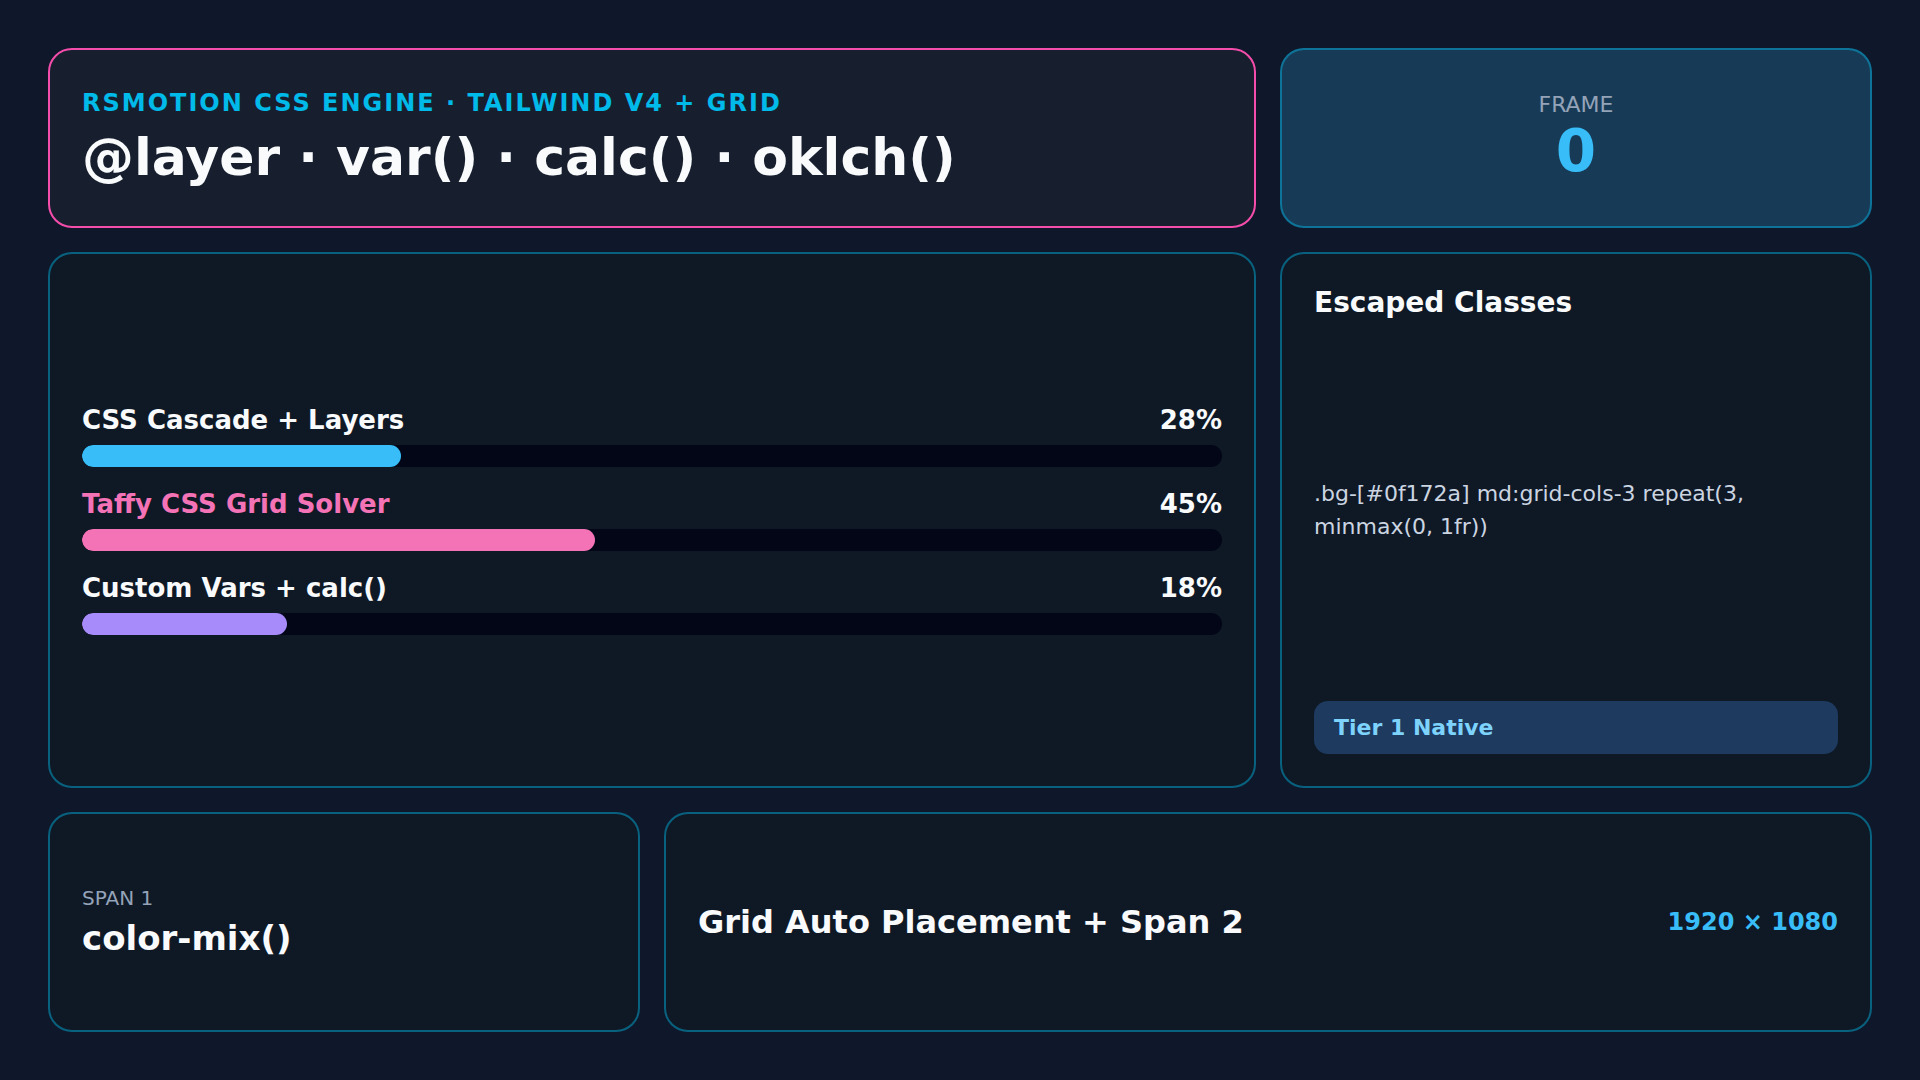 RSMOTION CSS ENGINE · TAILWIND V4 + GRID
@layer · var() · calc() · oklch()
FRAME
0
CSS Cascade + Layers 28%
Taffy CSS Grid Solver 45%
Custom Vars + calc() 18%
Escaped Classes
.bg-[#0f172a] md:grid-cols-3 repeat(3,
minmax(0, 1fr))
Tier 1 Native
SPAN 1
color-mix()
Grid Auto Placement + Span 2
1920 × 1080